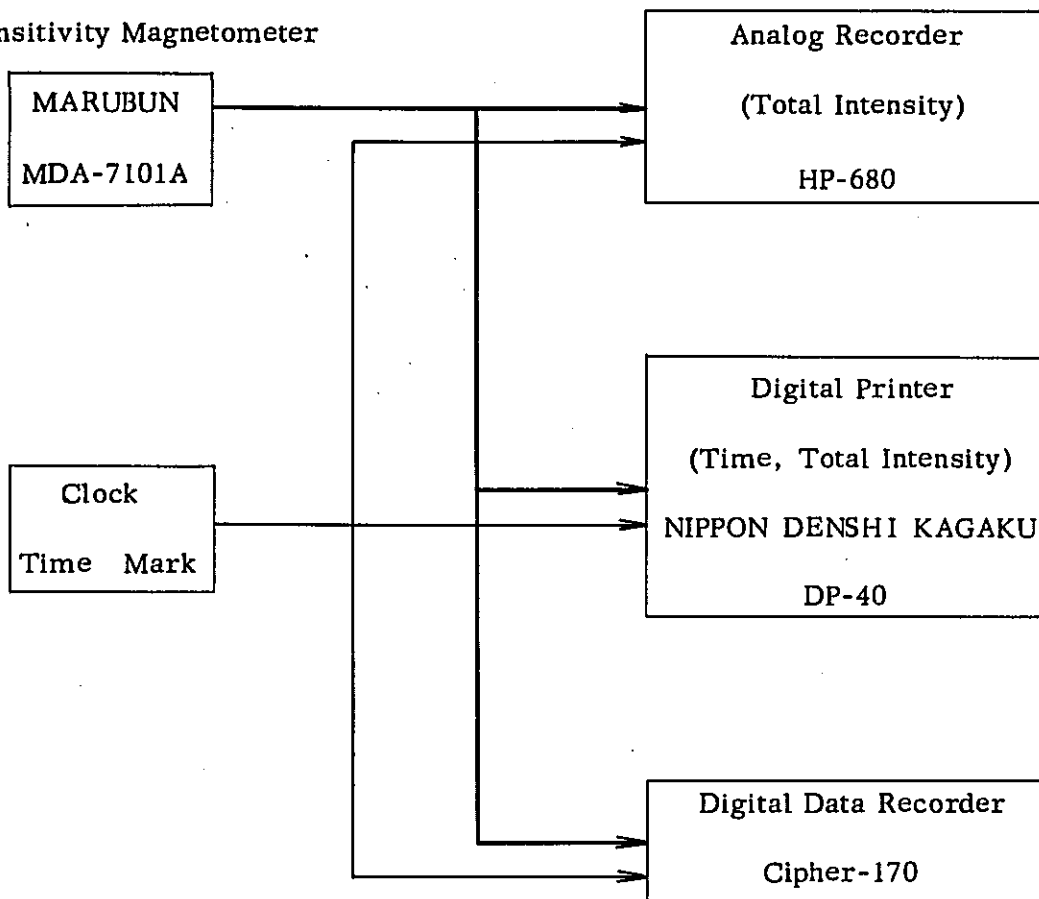 nsitivity Magnetometer
MARUBUN
MDA-7101A
Analog Recorder
(Total Intensity)
HP-680
Digital Printer
(Time, Total Intensity)
NIPPON DENSHI KAGAKU
DP-40
Clock
Time Mark
Digital Data Recorder
Cipher-170